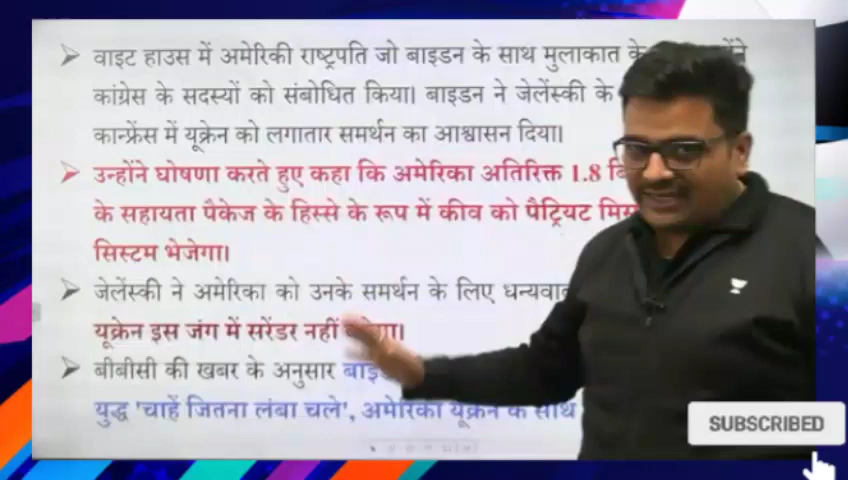 वाइट हाउस में अमेरिकी राष्ट्रपति जो बाइडन के साथ मुलाकात के
कांग्रेस के सदस्यों को संबोधित किया। बाइडन ने जेलेंस्की के
कान्फ्रेंस में यूक्रेन को लगातार समर्थन का आश्वासन दिया।
उन्होंने घोषणा करते हुए कहा कि अमेरिका अतिरिक्त 1.8
के सहायता पैकेज के हिस्से के रूप में कीव को पैट्रियट
सिस्टम भेजेगा।
जेलेंस्की ने अमेरिका को उनके समर्थन के लिए
यूक्रेन इस जंग में सरेंडर नहीं
बीबीसी की खबर के अनुसार
युद्ध 'चाहें जितना लंबा चले', अमेरिका यूक्रेन के साथ
SUBSCRIBED